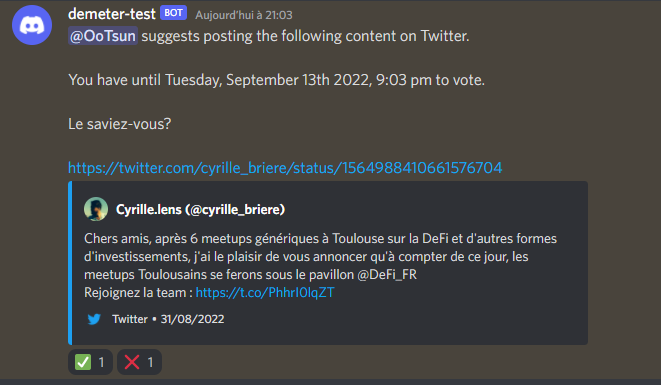 demeter-test BOT Aujourd'hui à 21:03
@OoTsun suggests posting the following content on Twitter.
You have until Tuesday, September 13th 2022, 9:03 pm to vote.
Le saviez-vous?
https://twitter.com/cyrille_briere/status/1564988410661576704
Cyrille.lens (@cyrille_briere)
Chers amis, après 6 meetups génériques à Toulouse sur la DeFi et d'autres formes
d'investissements, j'ai le plaisir de vous annoncer qu'à compter de ce jour, les
meetups Toulousains se ferons sous le pavillon @DeFi_FR
Rejoignez la team : https://t.co/PhhrI0lqZT
Twitter • 31/08/2022
1 1